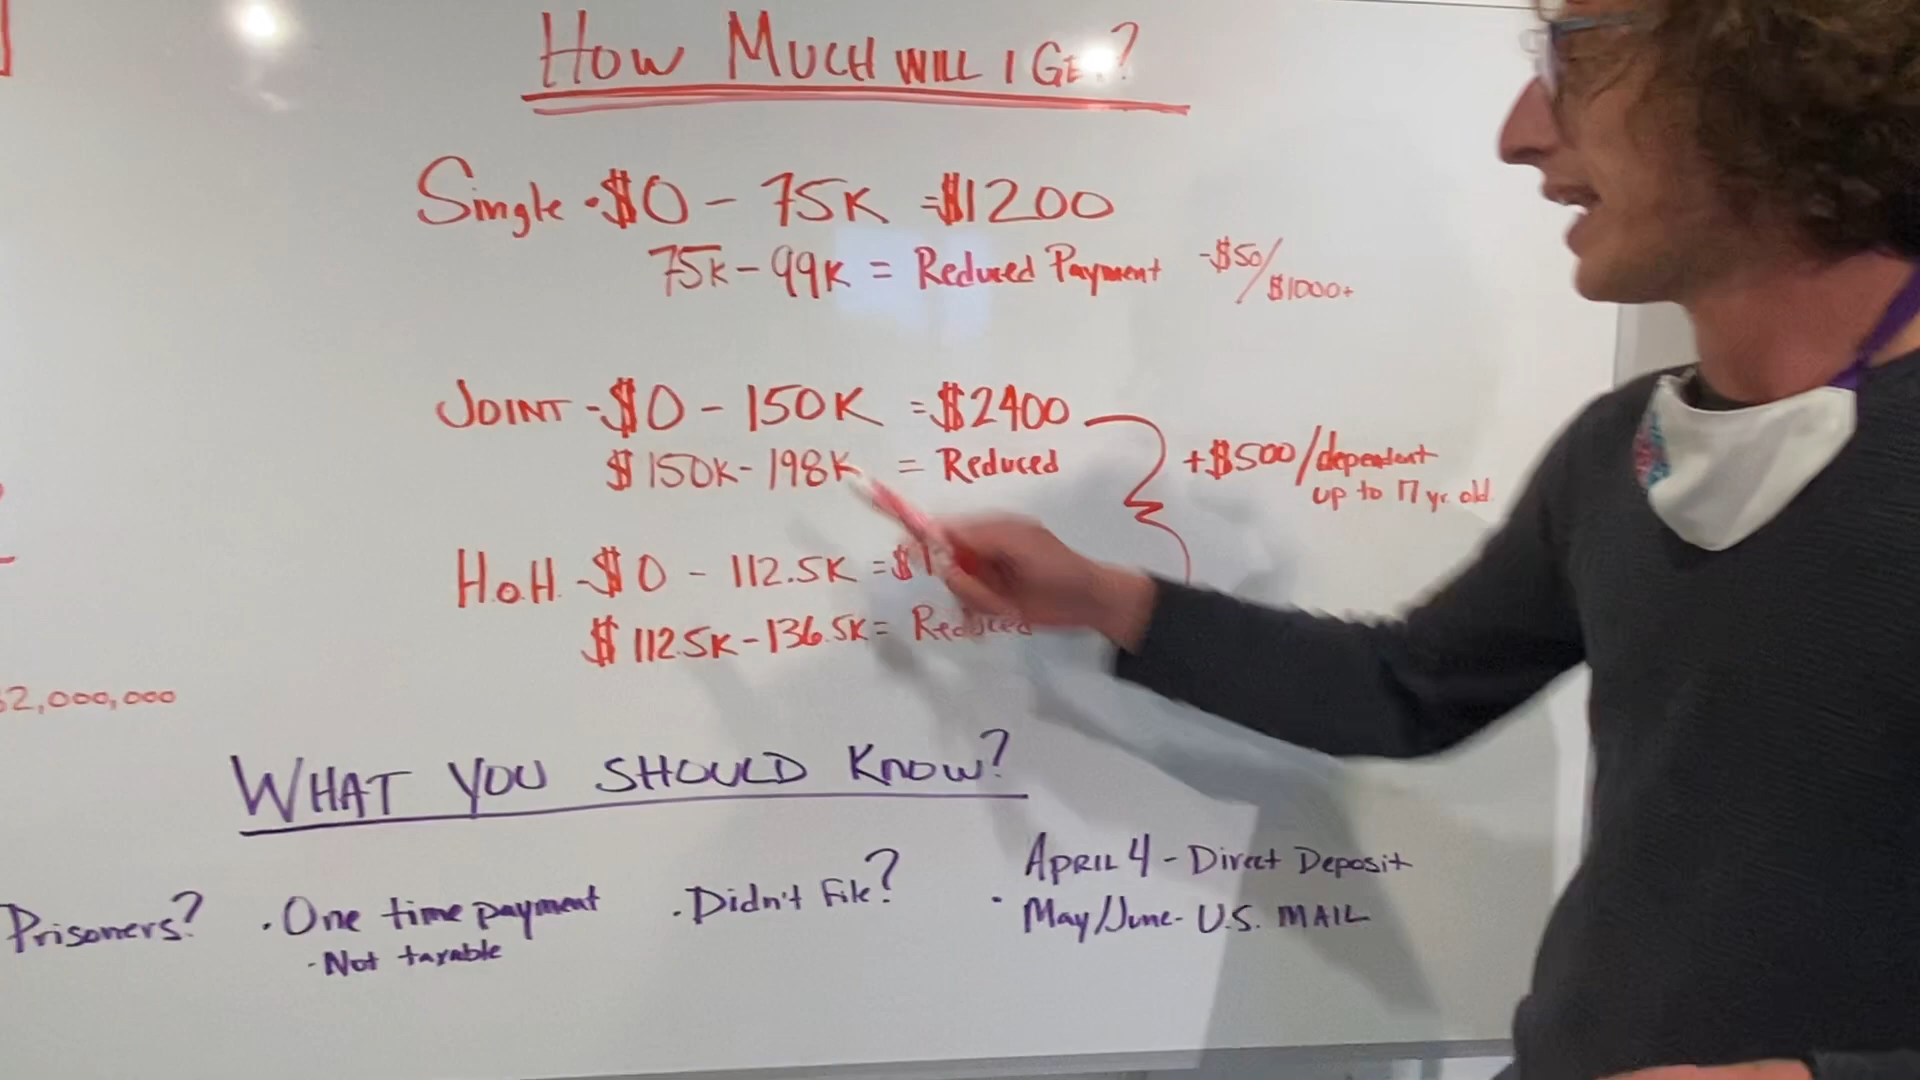 HOW MUCH WILL I GET?
Single - $0 - 75K = $1200
75K - 99K = Reduced Payment -$50/$1000+
JOINT - $0 - 150K = $2400
$150K - 198K = Reduced
+$500/dependent
up to 17 yr. old.
H.o.H. - $0 - 112.5K = $1
$112.5K - 136.5K = Reduced
$2,000,000
WHAT YOU SHOULD KNOW?
Prisoners?
· One time payment
- Not taxable
· Didn't File?
· APRIL 4 - Direct Deposit
May/June - U.S. MAIL